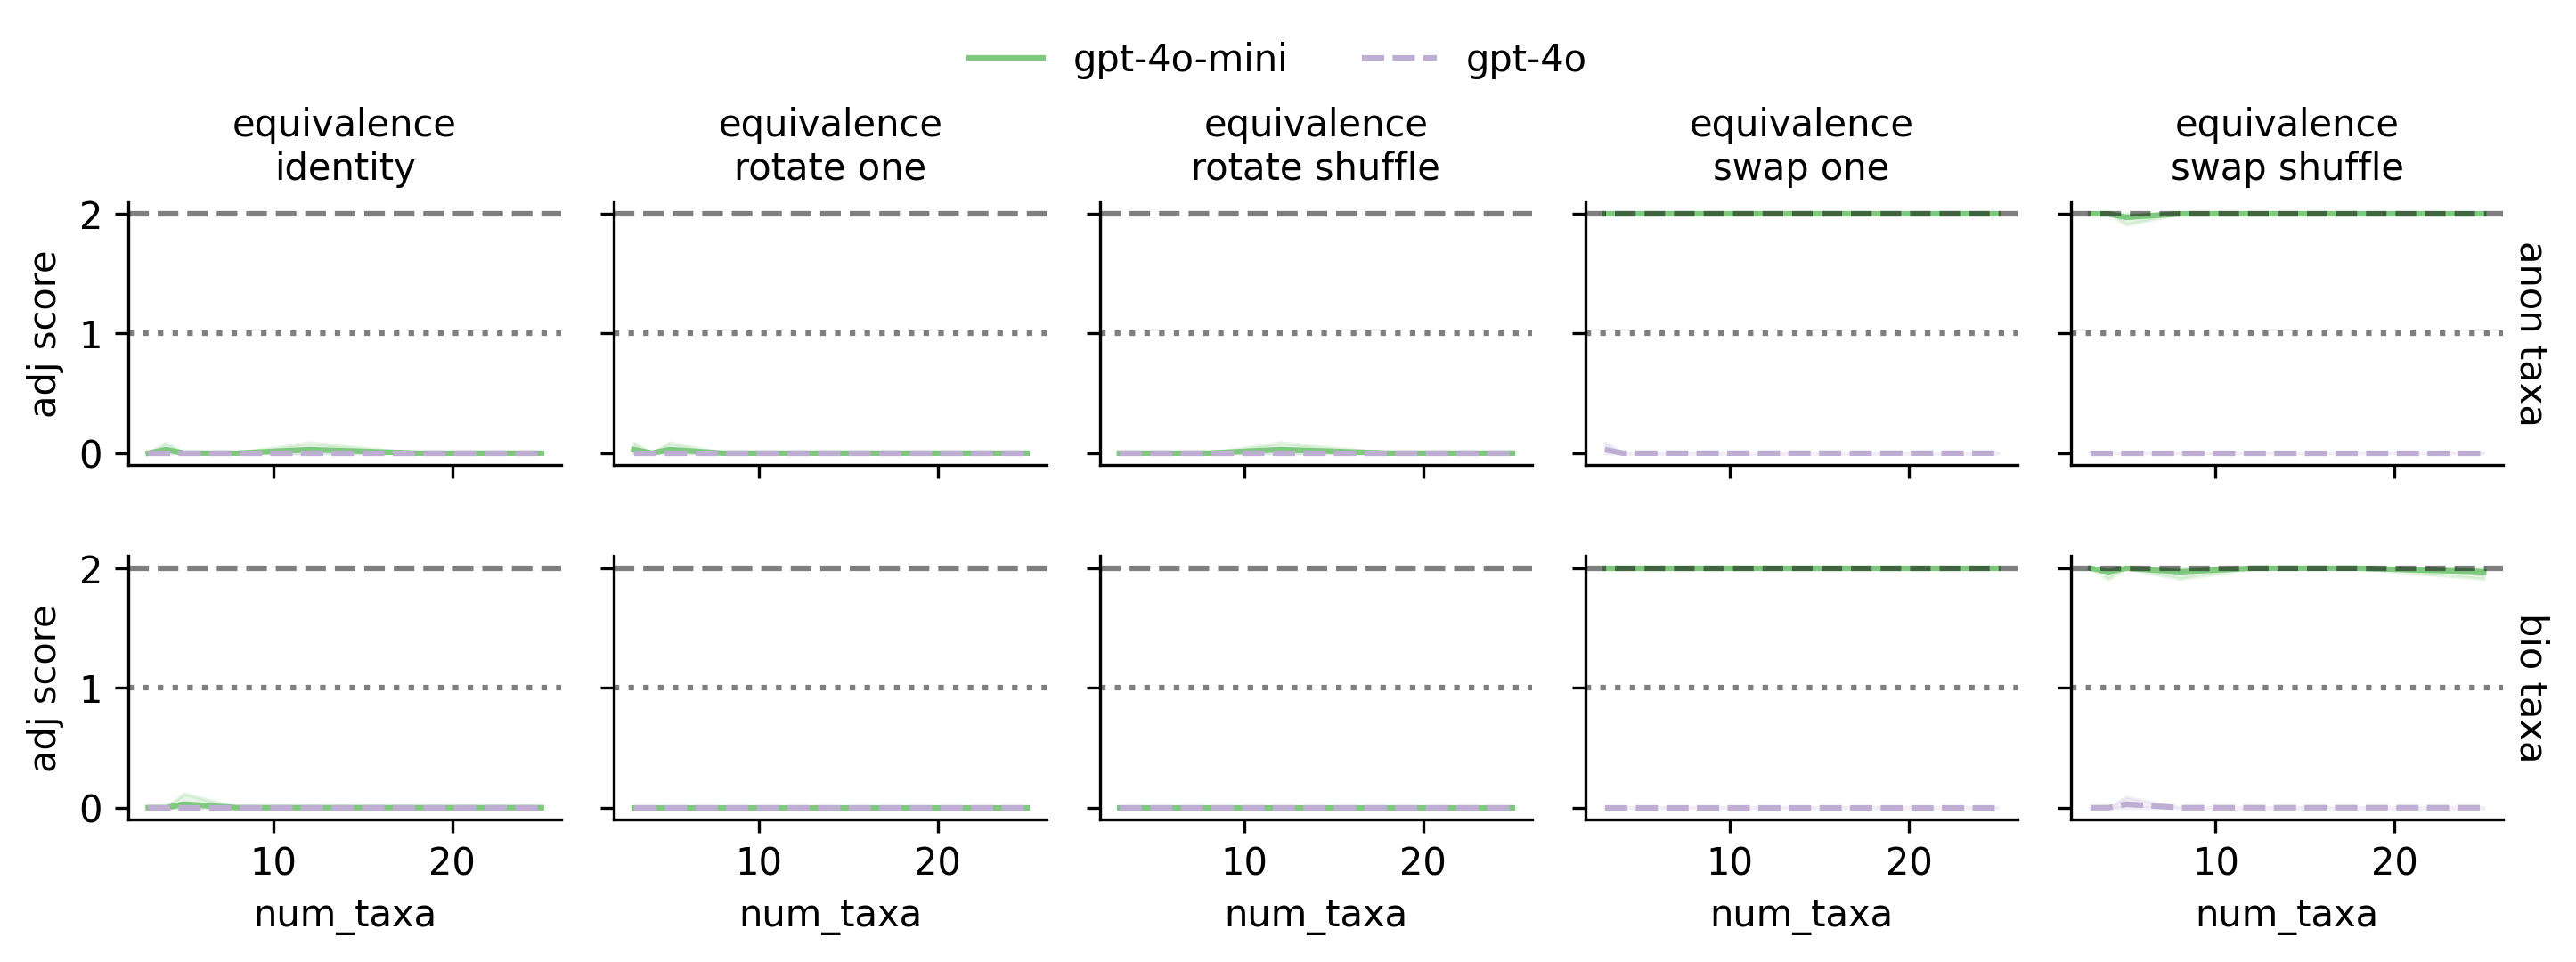 gpt-4o-mini gpt-4o
equivalence identity
equivalence rotate one
equivalence rotate shuffle
equivalence swap one
equivalence swap shuffle
2
1
0
adj score
anon taxa
2
1
0
adj score
bio taxa
10 20
10 20
10 20
10 20
10 20
num_taxa
num_taxa
num_taxa
num_taxa
num_taxa